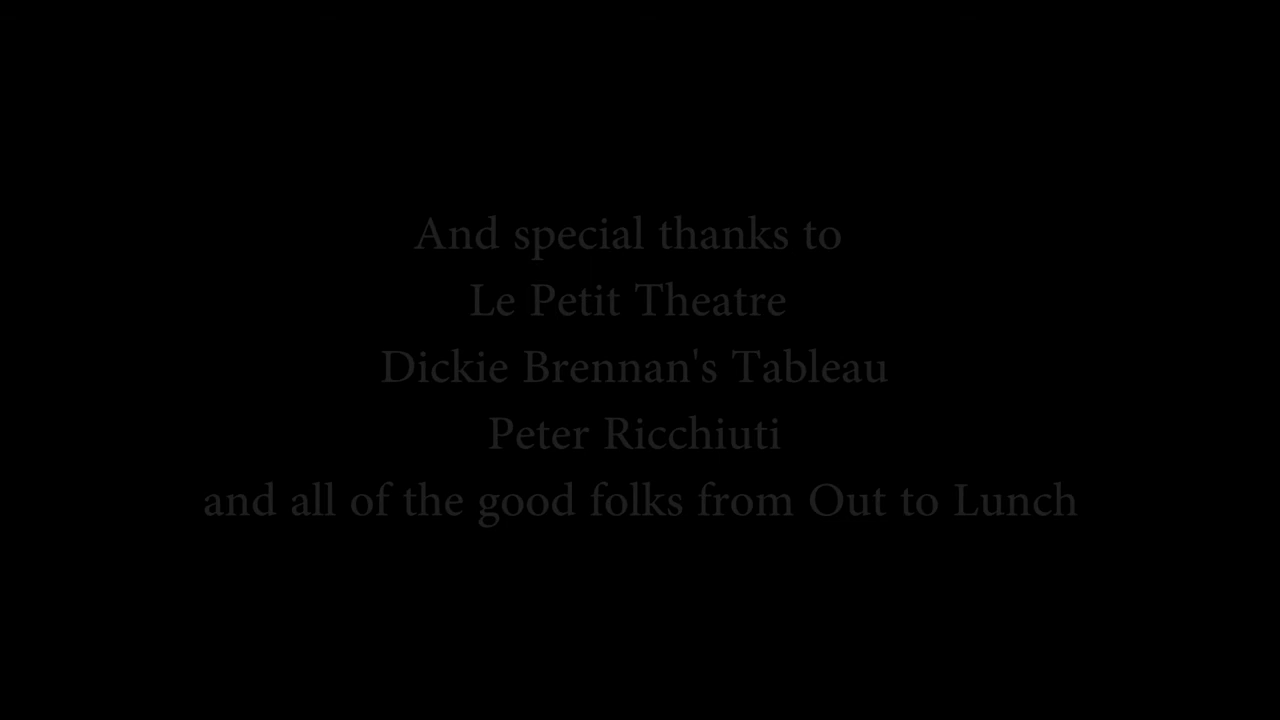 And special thanks to
Le Petit Theatre
Dickie Brennan's Tableau
Peter Ricchiuti
and all of the good folks from Out to Lunch